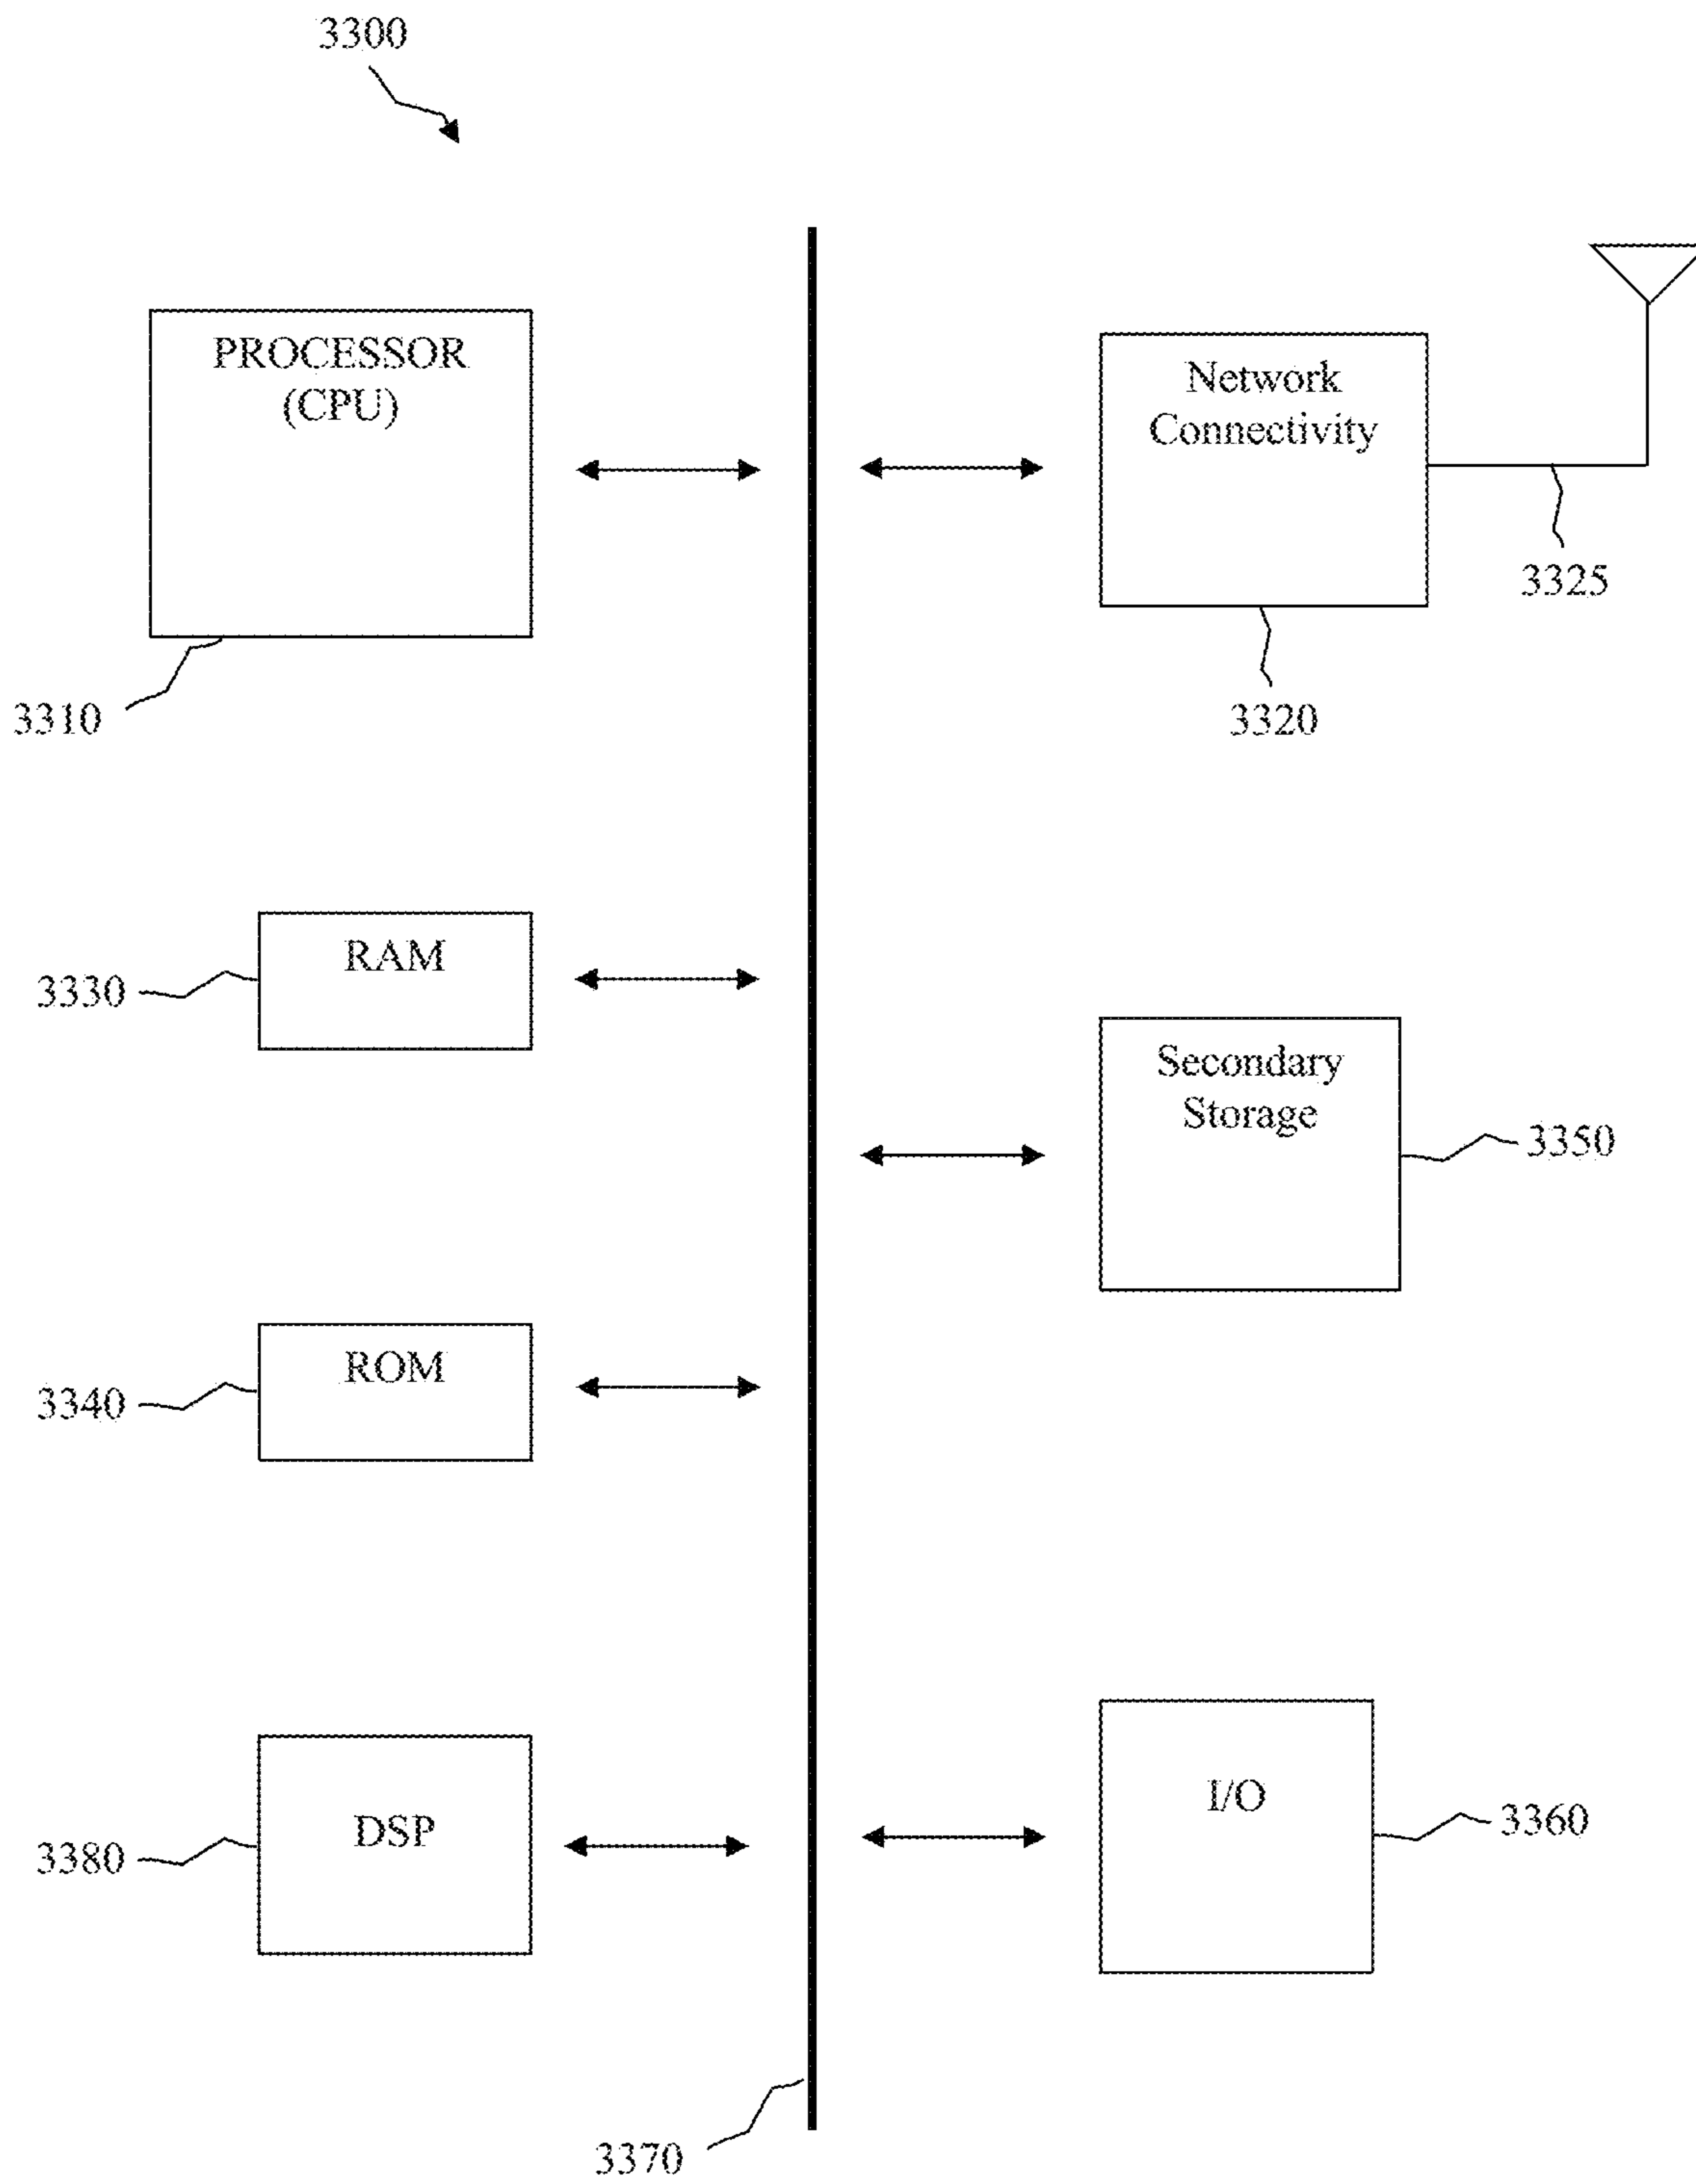 3300
PROCESSOR
(CPU)
3310
Network
Connectivity
3325
3320
RAM
3330
Secondary
Storage
3350
ROM
3340
DSP
3380
I/O
3360
3370